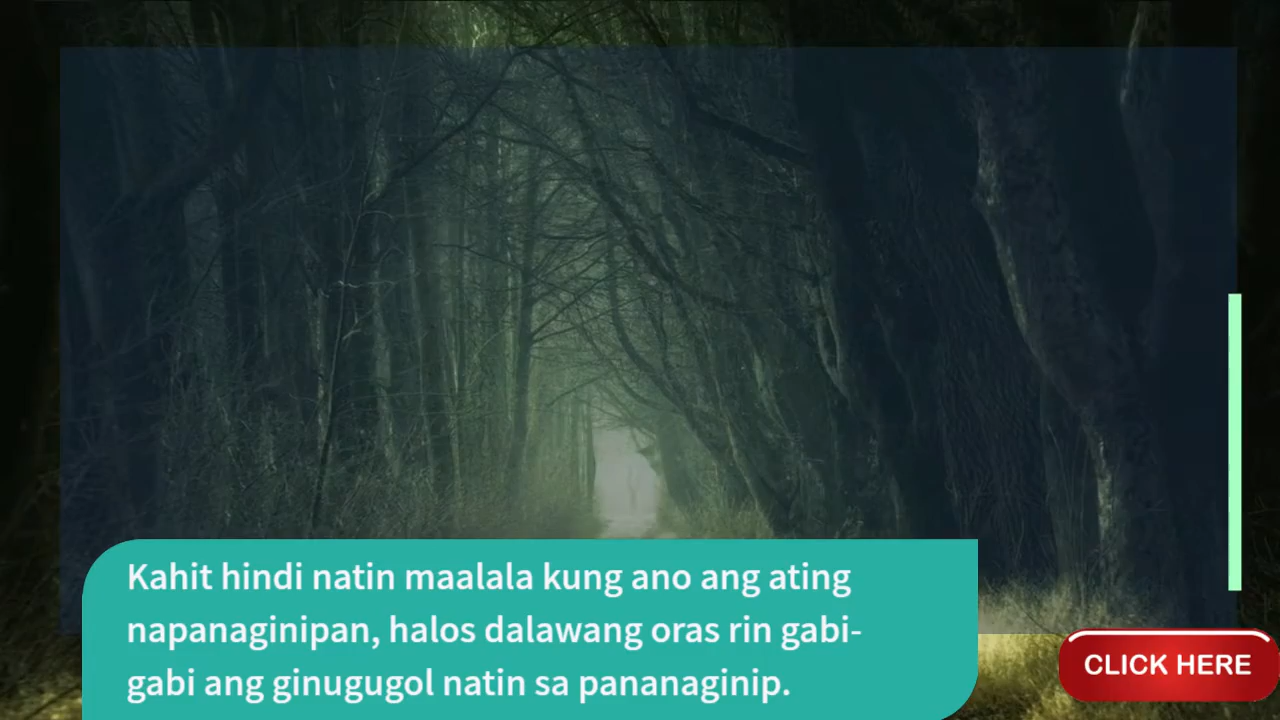 Kahit hindi natin maalala kung ano ang ating
napanaginipan, halos dalawang oras rin gabi-
gabi ang ginugugol natin sa pananaginip.
CLICK HERE